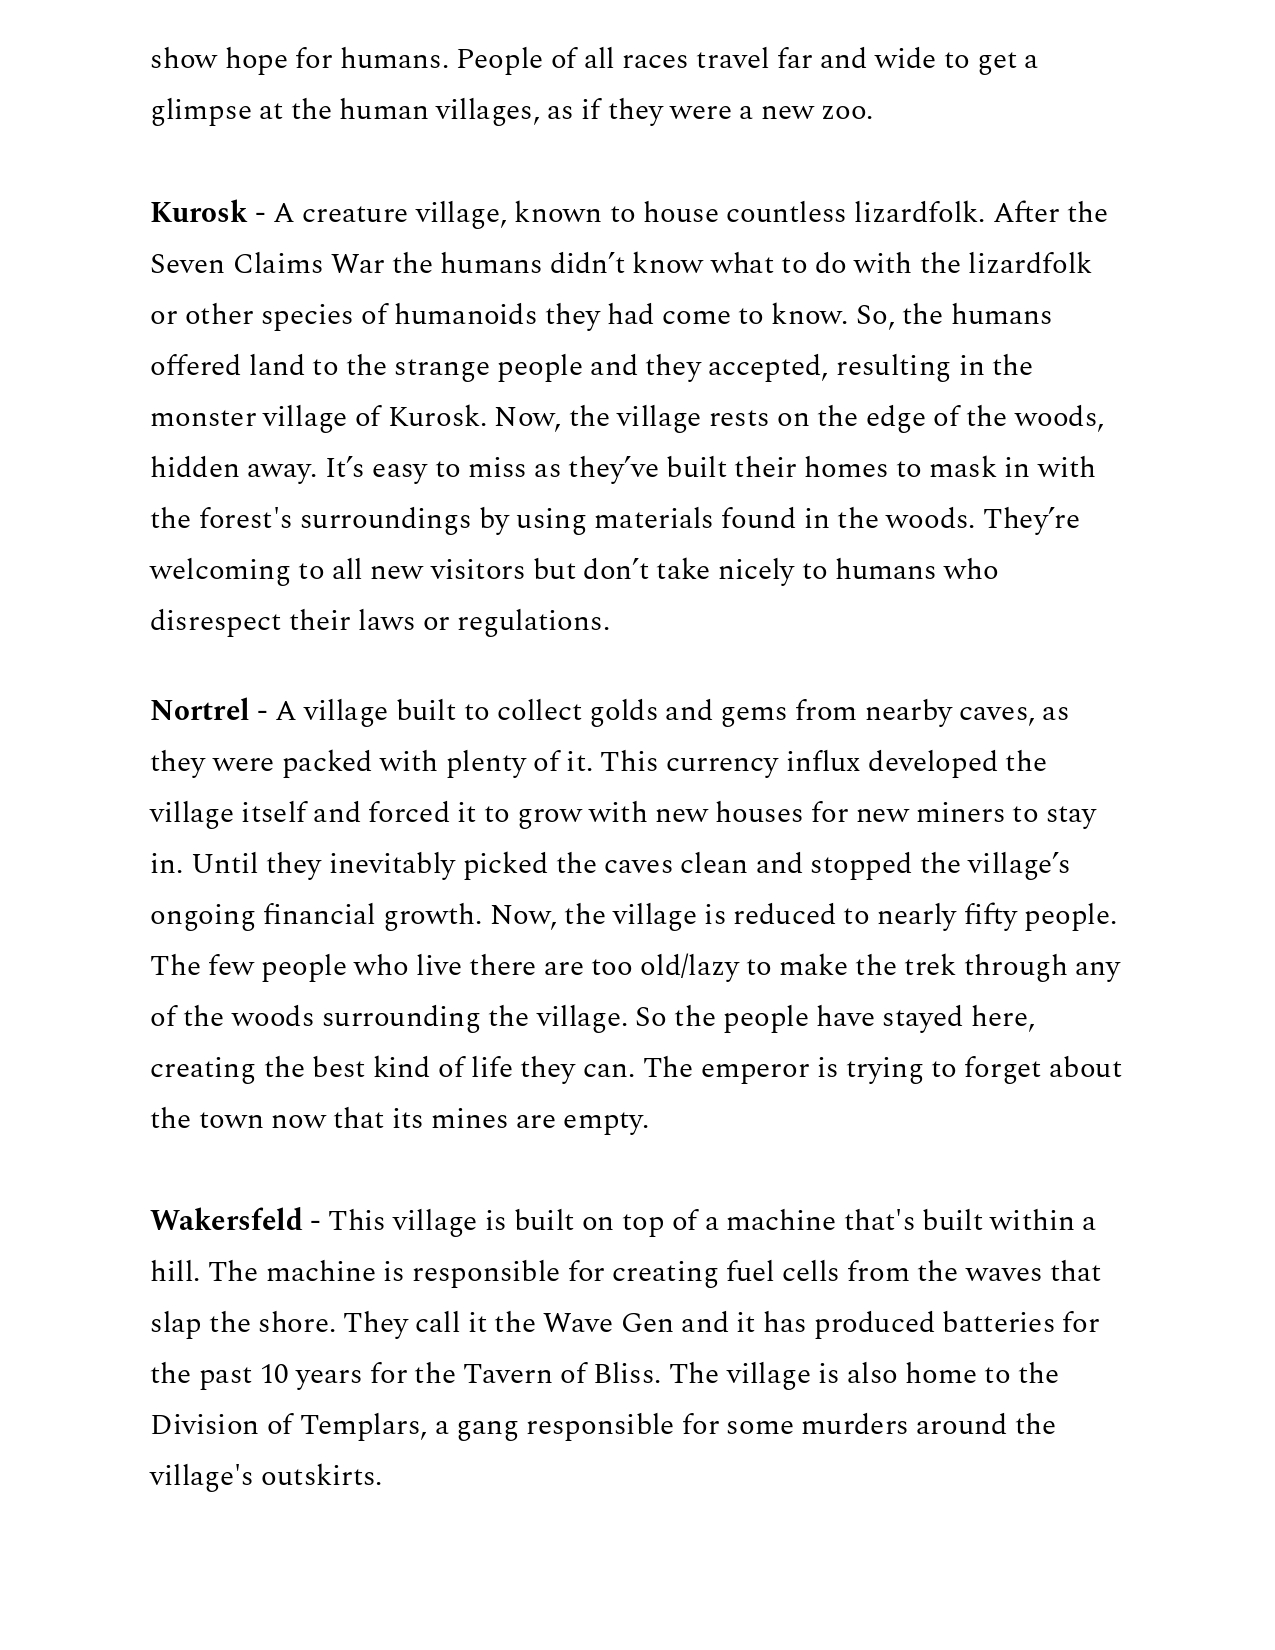 show hope for humans. People of all races travel far and wide to get a
glimpse at the human villages, as if they were a new zoo.
Kurosk - A creature village, known to house countless lizardfolk. After the
Seven Claims War the humans didn’t know what to do with the lizardfolk
or other species of humanoids they had come to know. So, the humans
offered land to the strange people and they accepted, resulting in the
monster village of Kurosk. Now, the village rests on the edge of the woods,
hidden away. It’s easy to miss as they’ve built their homes to mask in with
the forest's surroundings by using materials found in the woods. They’re
welcoming to all new visitors but don’t take nicely to humans who
disrespect their laws or regulations.
Nortrel - A village built to collect golds and gems from nearby caves, as
they were packed with plenty of it. This currency influx developed the
village itself and forced it to grow with new houses for new miners to stay
in. Until they inevitably picked the caves clean and stopped the village’s
ongoing financial growth. Now, the village is reduced to nearly fifty people.
The few people who live there are too old/lazy to make the trek through any
of the woods surrounding the village. So the people have stayed here,
creating the best kind of life they can. The emperor is trying to forget about
the town now that its mines are empty.
Wakersfeld - This village is built on top of a machine that's built within a
hill. The machine is responsible for creating fuel cells from the waves that
slap the shore. They call it the Wave Gen and it has produced batteries for
the past 10 years for the Tavern of Bliss. The village is also home to the
Division of Templars, a gang responsible for some murders around the
village's outskirts.